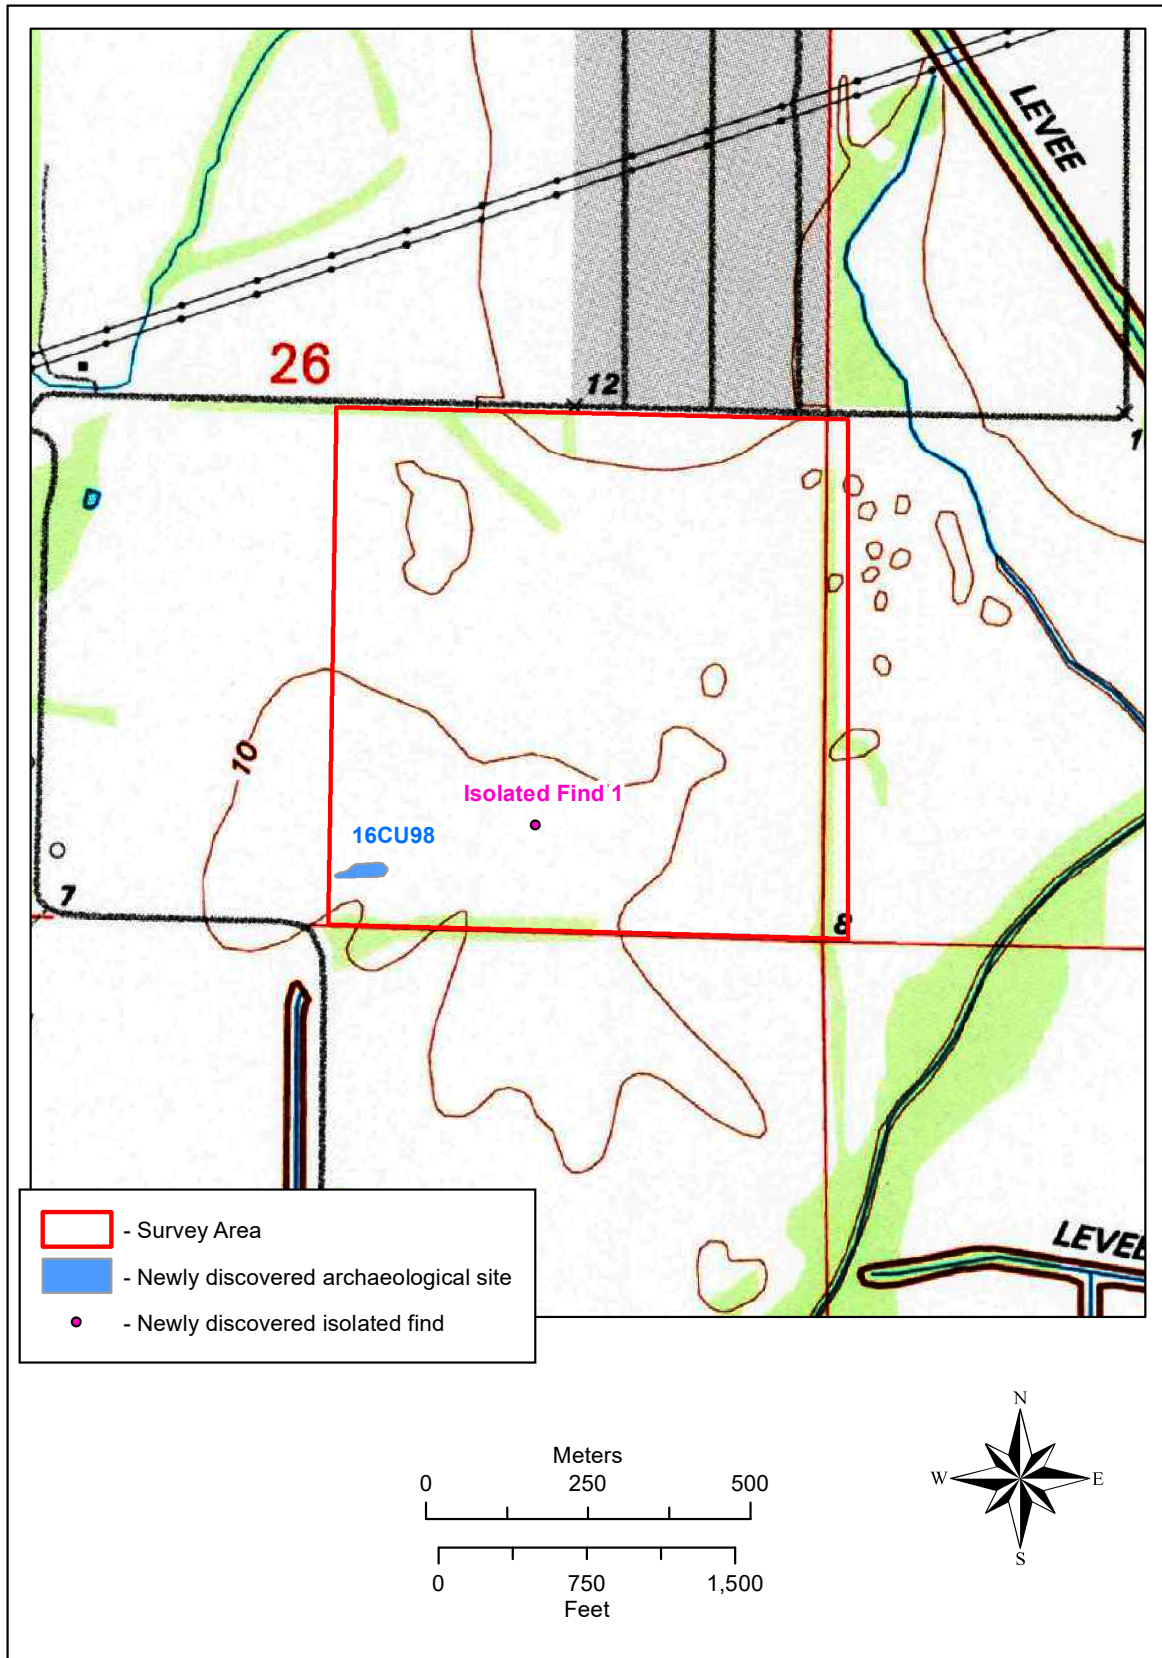 LEVEE
26
12
1
10
Isolated Find 1
16CU98
7
8
LEVEE
- Survey Area
- Newly discovered archaeological site
- Newly discovered isolated find
N
W E
S
Meters
0 250 500
0 750 1,500
Feet